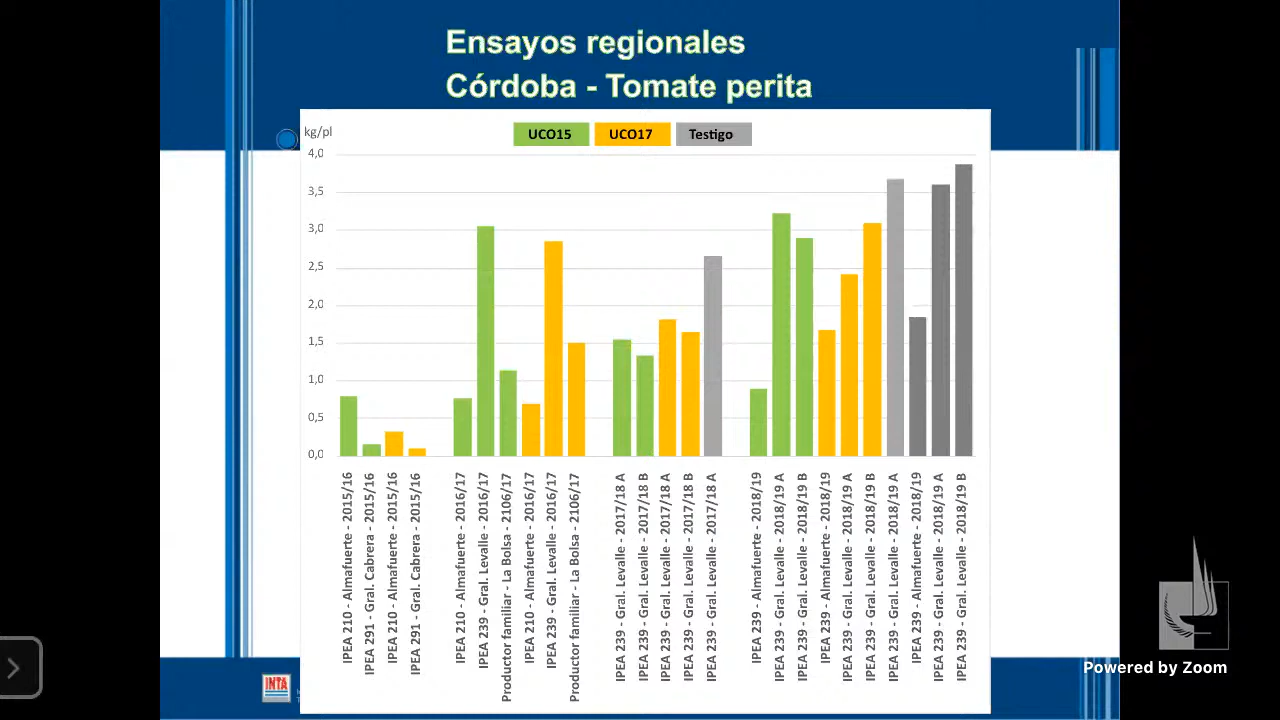 Ensayos regionales
Córdoba - Tomate perita
kg/pl
UCO15
UCO17
Testigo
4,0
3,5
3,0
2,5
2,0
1,5
1,0
0,5
0,0
IPEA 210 - Almafuerte - 2015/16
IPEA 291 - Gral. Cabrera - 2015/16
IPEA 210 - Almafuerte - 2015/16
IPEA 291 - Gral. Cabrera - 2015/16
IPEA 210 - Almafuerte - 2016/17
IPEA 239 - Gral. Levalle - 2016/17
Productor familiar - La Bolsa - 2106/17
IPEA 210 - Almafuerte - 2016/17
IPEA 239 - Gral. Levalle - 2016/17
Productor familiar - La Bolsa - 2106/17
IPEA 239 - Gral. Levalle - 2017/18 A
IPEA 239 - Gral. Levalle - 2017/18 B
IPEA 239 - Gral. Levalle - 2017/18 A
IPEA 239 - Gral. Levalle - 2017/18 B
IPEA 239 - Gral. Levalle - 2017/18 A
IPEA 239 - Almafuerte - 2018/19
IPEA 239 - Gral. Levalle - 2018/19 A
IPEA 239 - Gral. Levalle - 2018/19 B
IPEA 239 - Almafuerte - 2018/19
IPEA 239 - Gral. Levalle - 2018/19 A
IPEA 239 - Gral. Levalle - 2018/19 B
IPEA 239 - Gral. Levalle - 2018/19 A
IPEA 239 - Almafuerte - 2018/19
IPEA 239 - Gral. Levalle - 2018/19 A
IPEA 239 - Gral. Levalle - 2018/19 B
INTA
Powered by Zoom